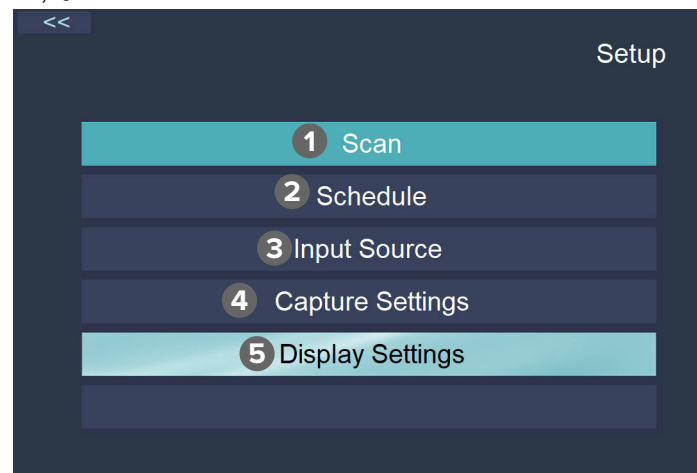 <<
Setup
1 Scan
2 Schedule
3 Input Source
4 Capture Settings
5 Display Settings